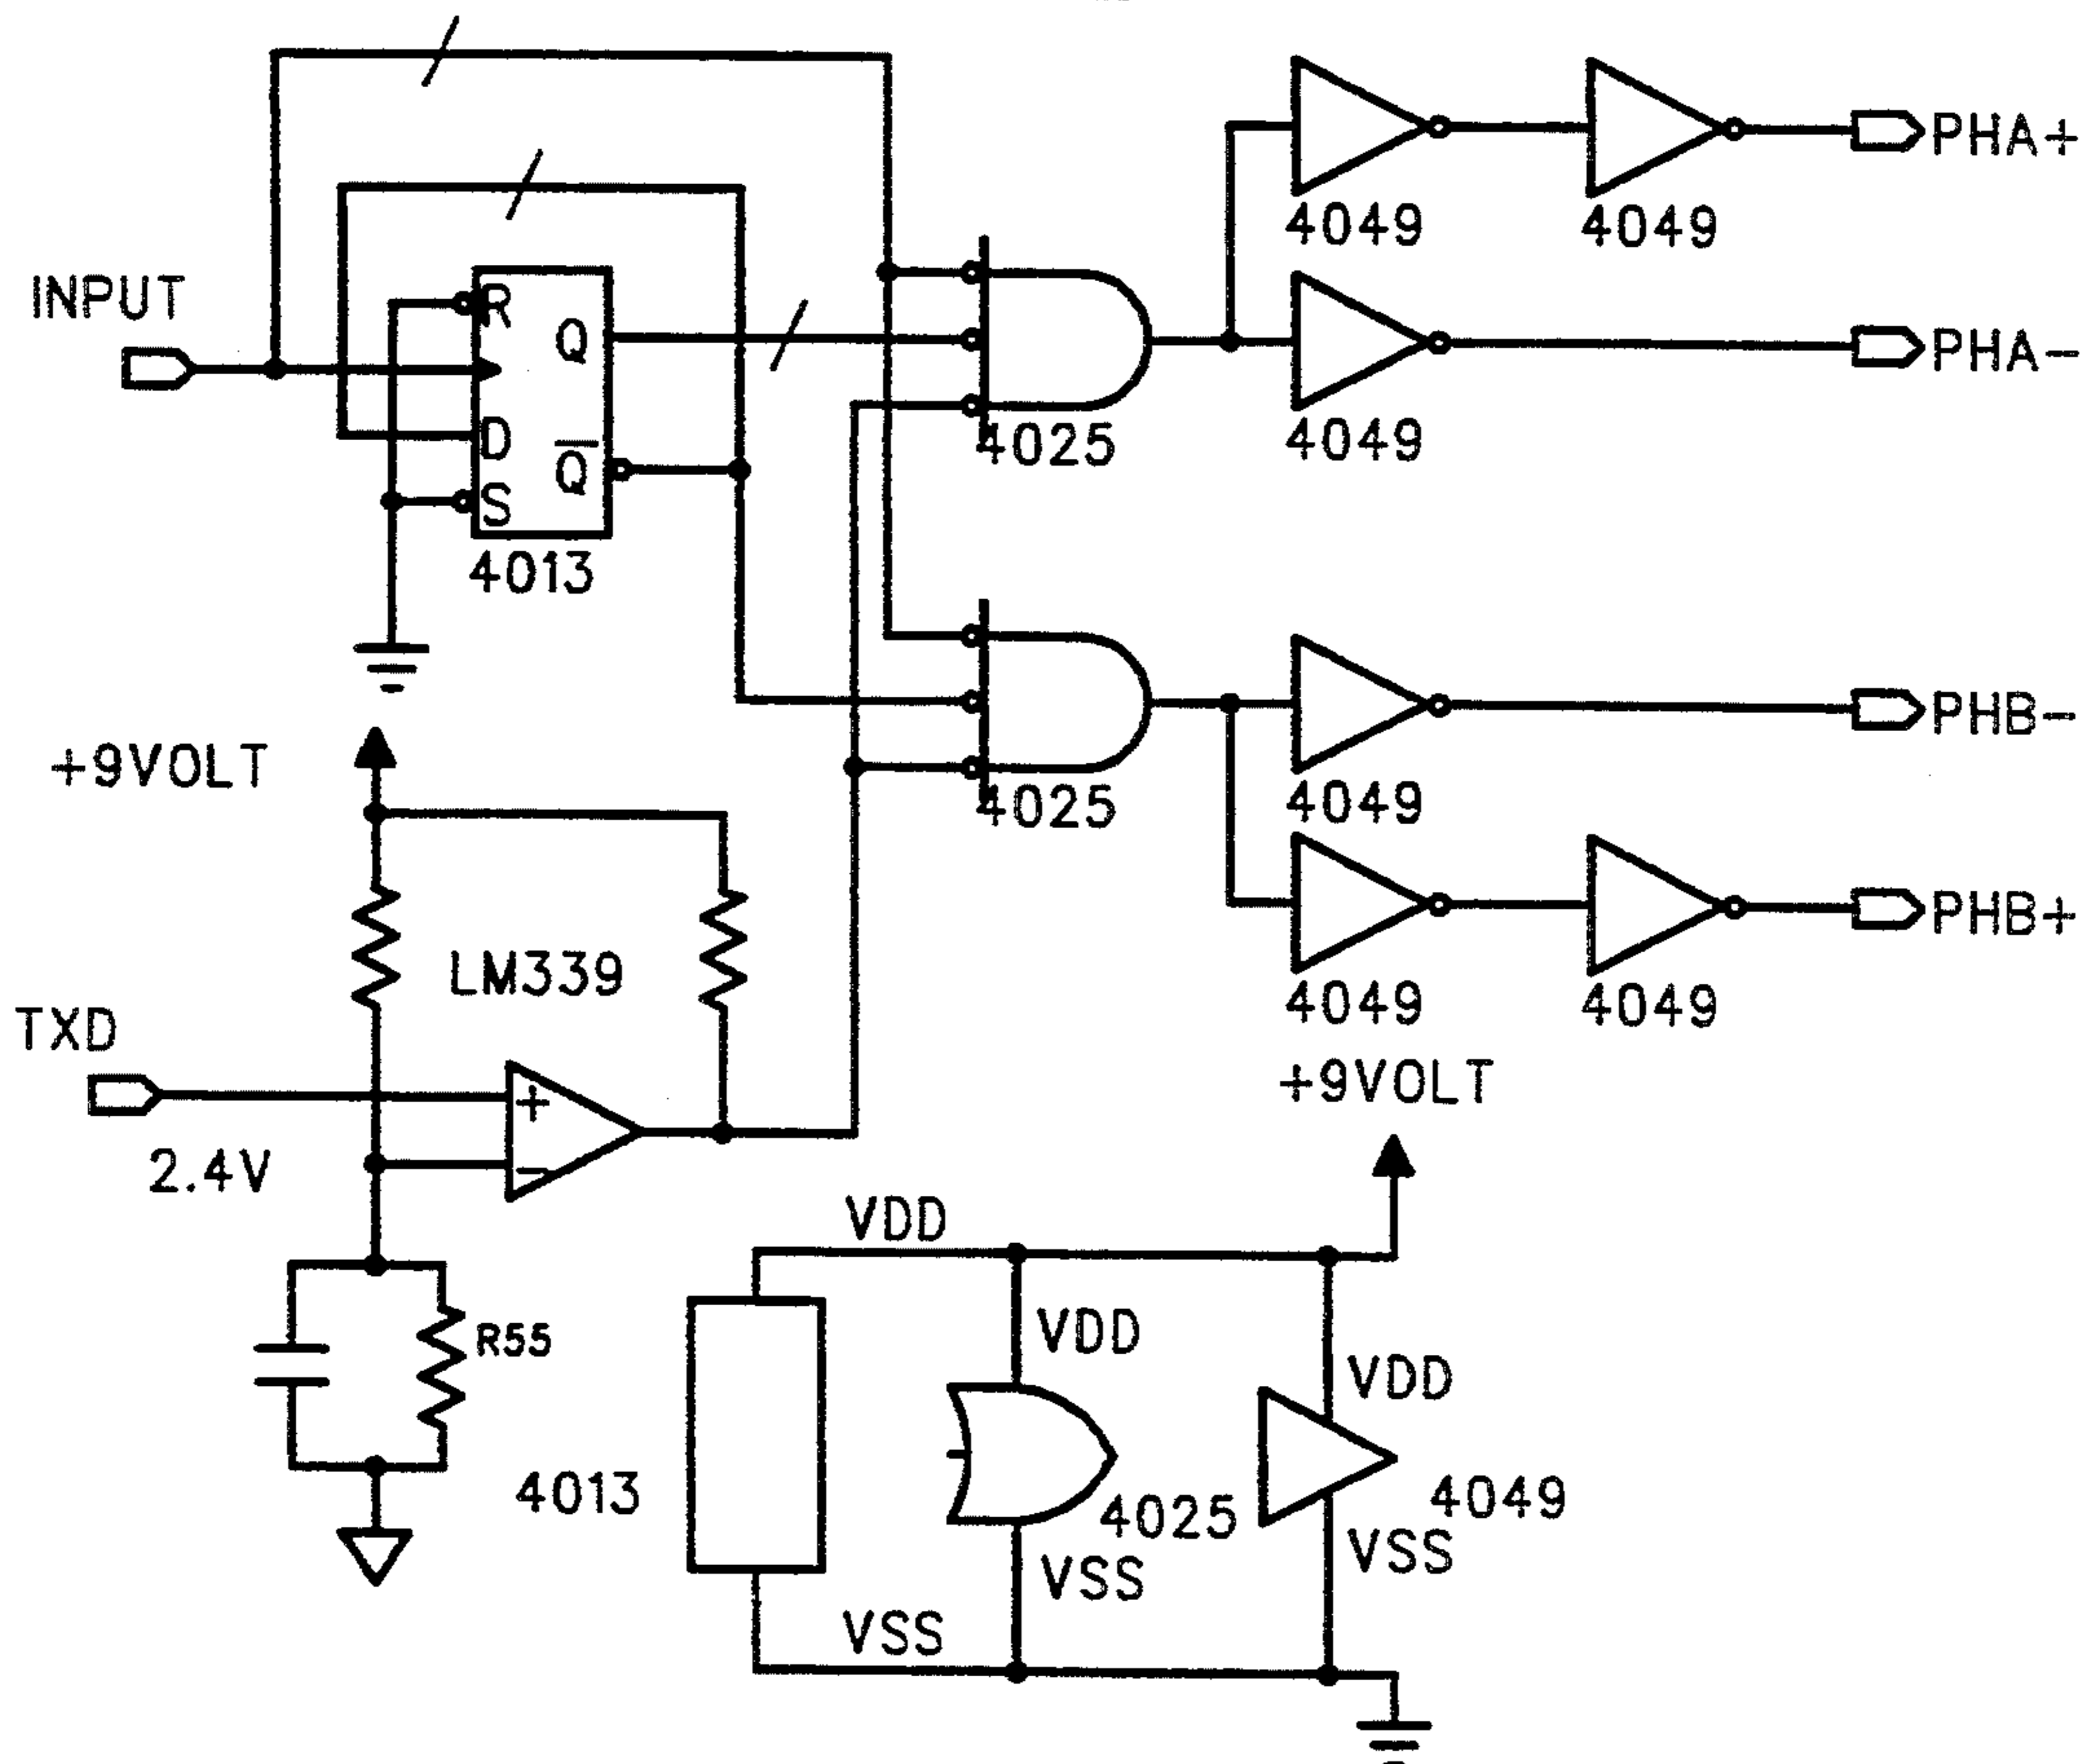 PHA+
4049
4049
INPUT
R
Q
PHA-
D
4025
4049
Q̅
S
4013
PHB-
+9VOLT
4025
4049
LM339
PHB+
4049
4049
TXD
+9VOLT
+
2.4V
-
VDD
R55
VDD
VDD
4013
4025
4049
VSS
VSS
VSS